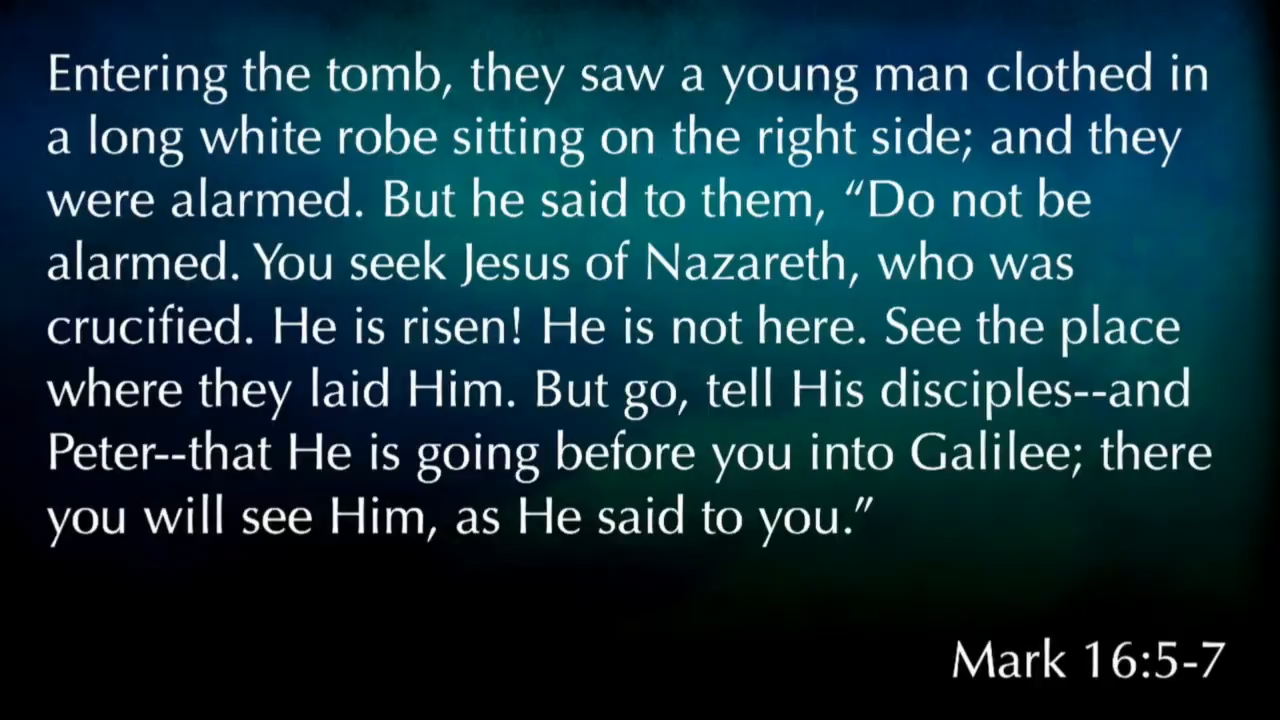 Entering the tomb, they saw a young man clothed in
a long white robe sitting on the right side; and they
were alarmed. But he said to them, “Do not be
alarmed. You seek Jesus of Nazareth, who was
crucified. He is risen! He is not here. See the place
where they laid Him. But go, tell His disciples--and
Peter--that He is going before you into Galilee; there
you will see Him, as He said to you.”
Mark 16:5-7